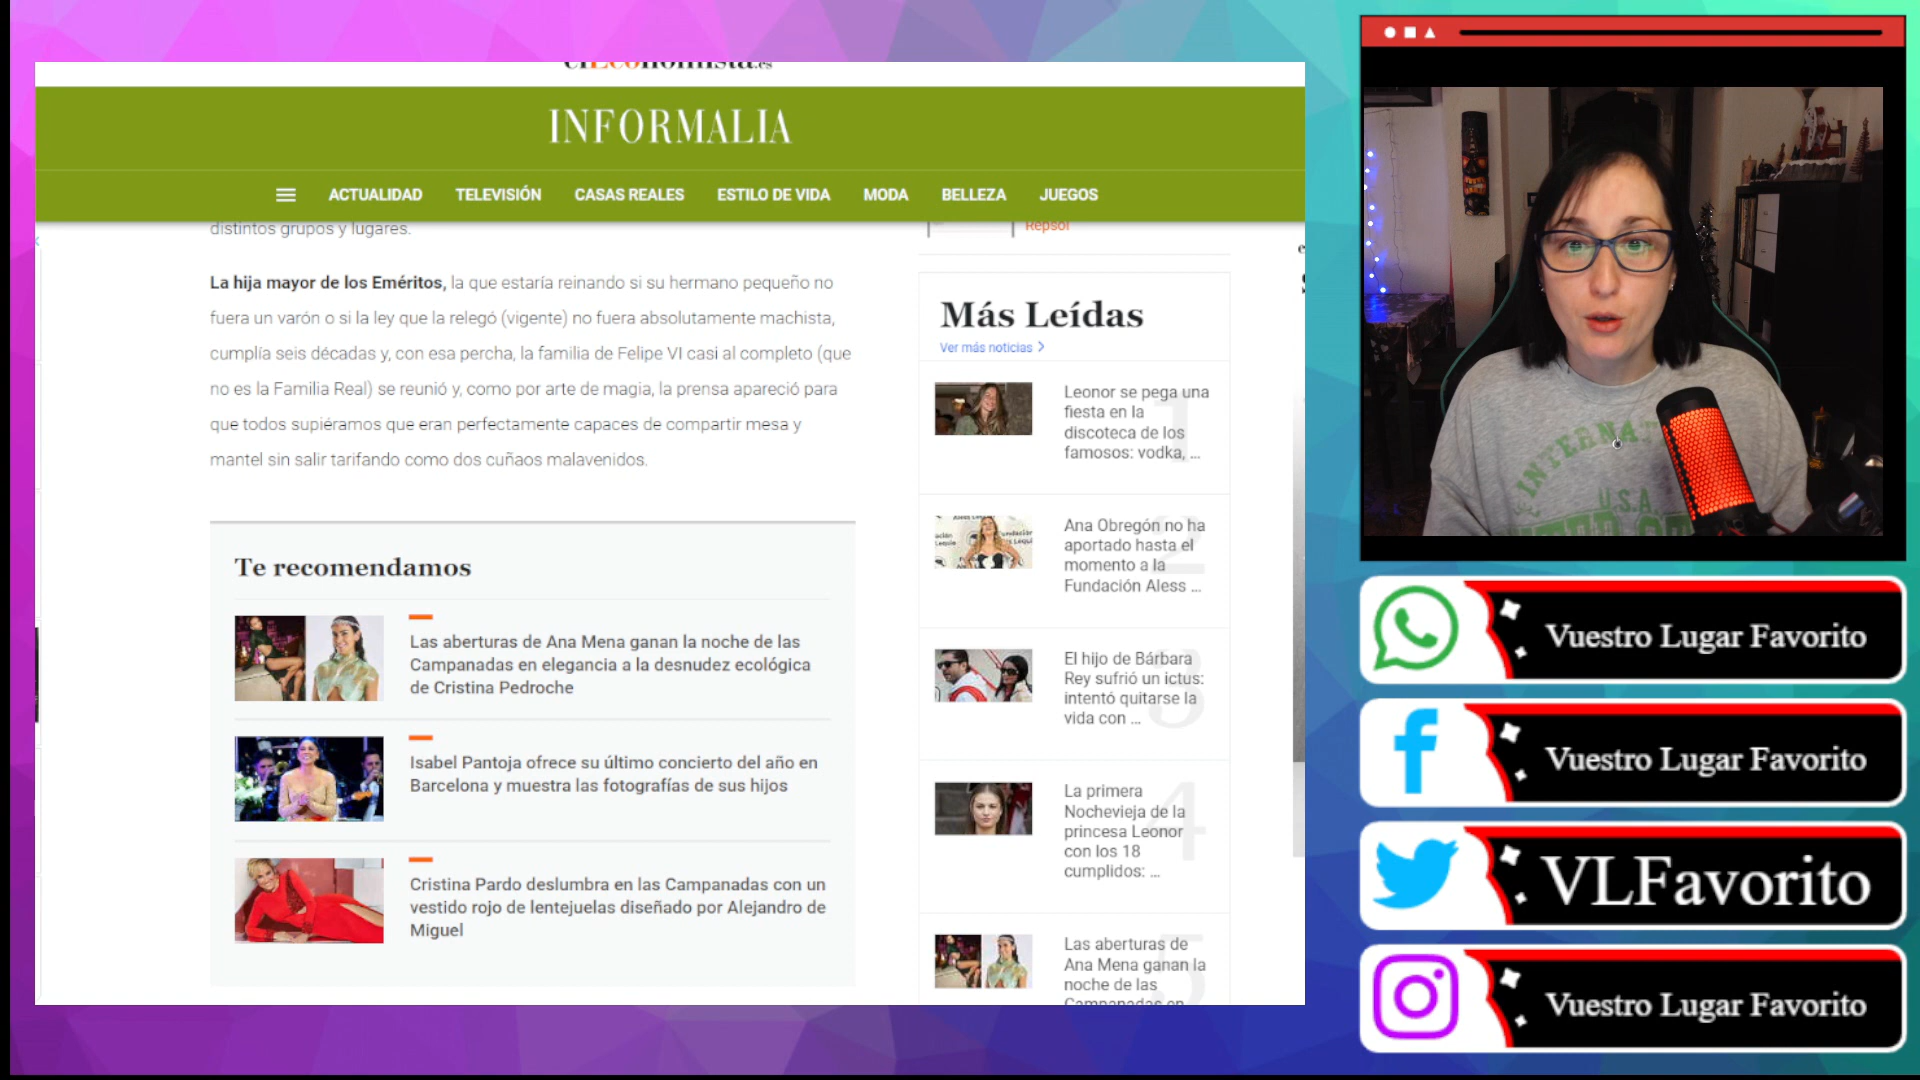 elEconomista.es
INFORMALIA
ACTUALIDAD TELEVISIÓN CASAS REALES ESTILO DE VIDA MODA BELLEZA JUEGOS
distintos grupos y lugares.
La hija mayor de los Eméritos, la que estaría reinando si su hermano pequeño no
fuera un varón o si la ley que la relegó (vigente) no fuera absolutamente machista,
cumplía seis décadas y, con esa percha, la familia de Felipe VI casi al completo (que
no es la Familia Real) se reunió y, como por arte de magia, la prensa apareció para
que todos supiéramos que eran perfectamente capaces de compartir mesa y
mantel sin salir tarifando como dos cuñaos malavenidos.
Te recomendamos
Las aberturas de Ana Mena ganan la noche de las
Campanadas en elegancia a la desnudez ecológica
de Cristina Pedroche
Isabel Pantoja ofrece su último concierto del año en
Barcelona y muestra las fotografías de sus hijos
Cristina Pardo deslumbra en las Campanadas con un
vestido rojo de lentejuelas diseñado por Alejandro de
Miguel
Repsol
Más Leídas
Ver más noticias
1
Leonor se pega una
fiesta en la
discoteca de los
famosos: vodka, ...
2
Ana Obregón no ha
aportado hasta el
momento a la
Fundación Aless ...
3
El hijo de Bárbara
Rey sufrió un ictus:
intentó quitarse la
vida con ...
4
La primera
Nochevieja de la
princesa Leonor
con los 18
cumplidos: ...
5
Las aberturas de
Ana Mena ganan la
noche de las
Campanadas en
INTERNAT
U.S.A.
Vuestro Lugar Favorito
Vuestro Lugar Favorito
VLFavorito
Vuestro Lugar Favorito